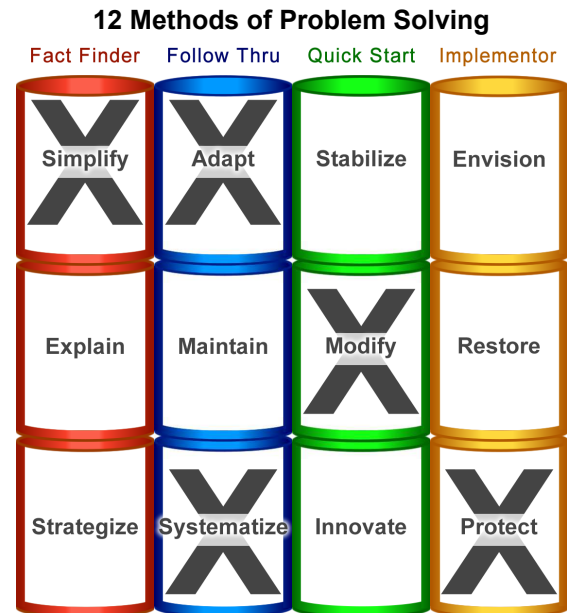 12 Methods of Problem Solving
Fact Finder Follow Thru Quick Start Implementor
Simplify Adapt Stabilize Envision
Explain Maintain Modify Restore
Strategize Systematize Innovate Protect